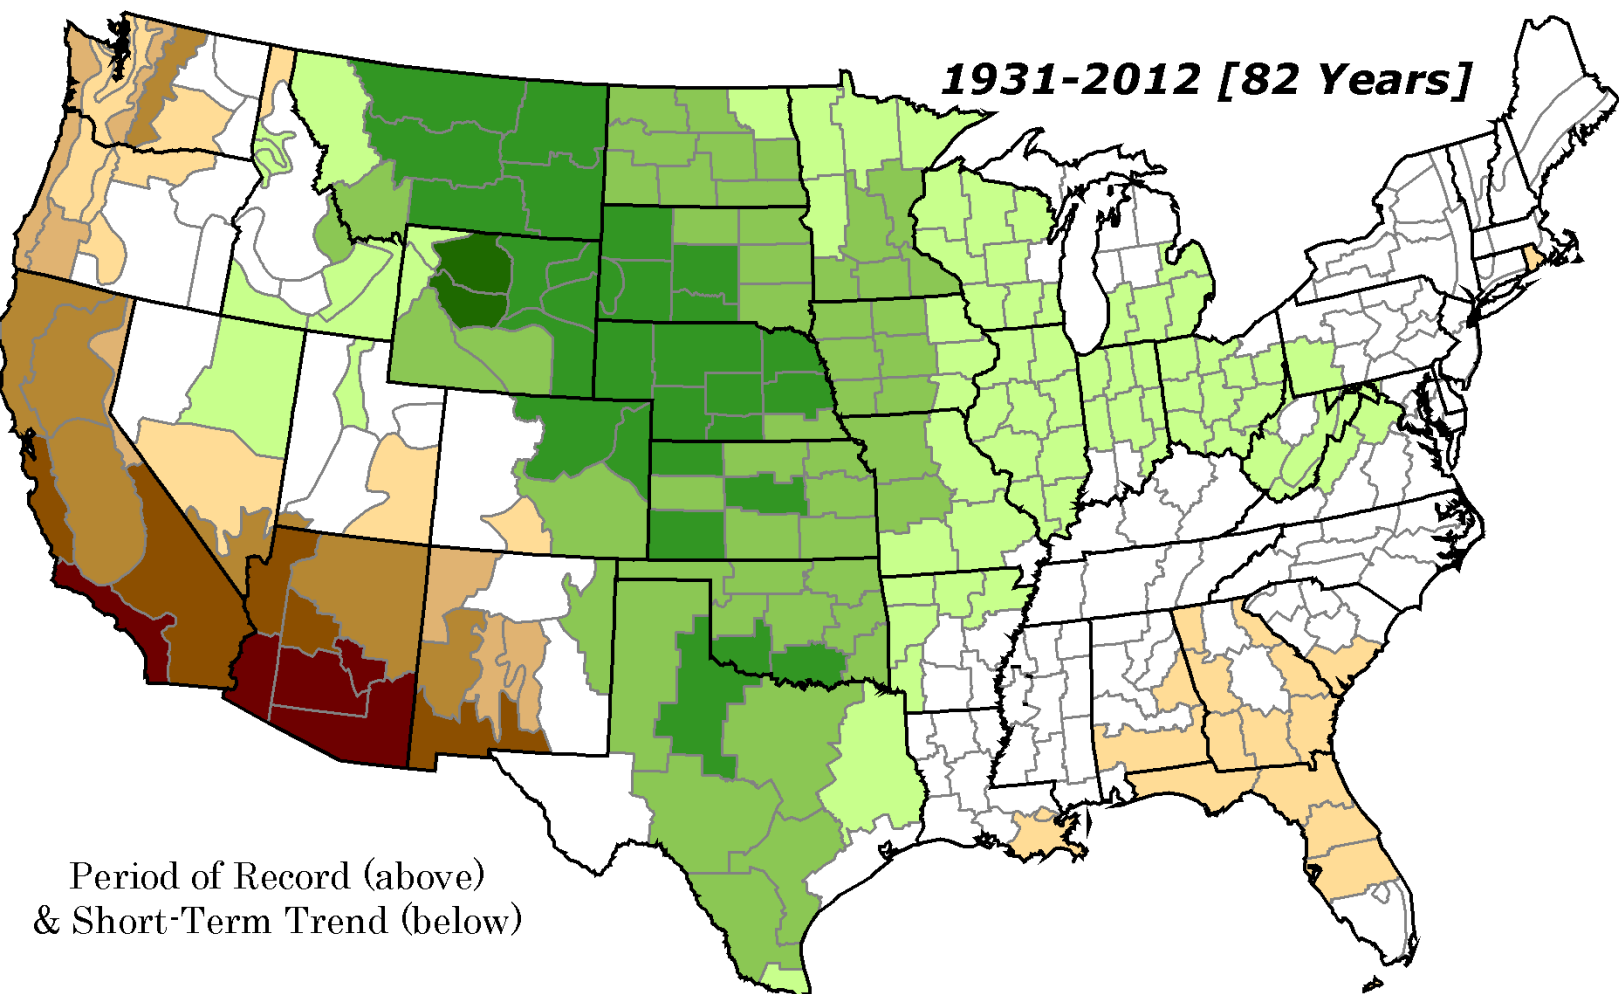 1931-2012 [82 Years]
Period of Record (above)
& Short-Term Trend (below)